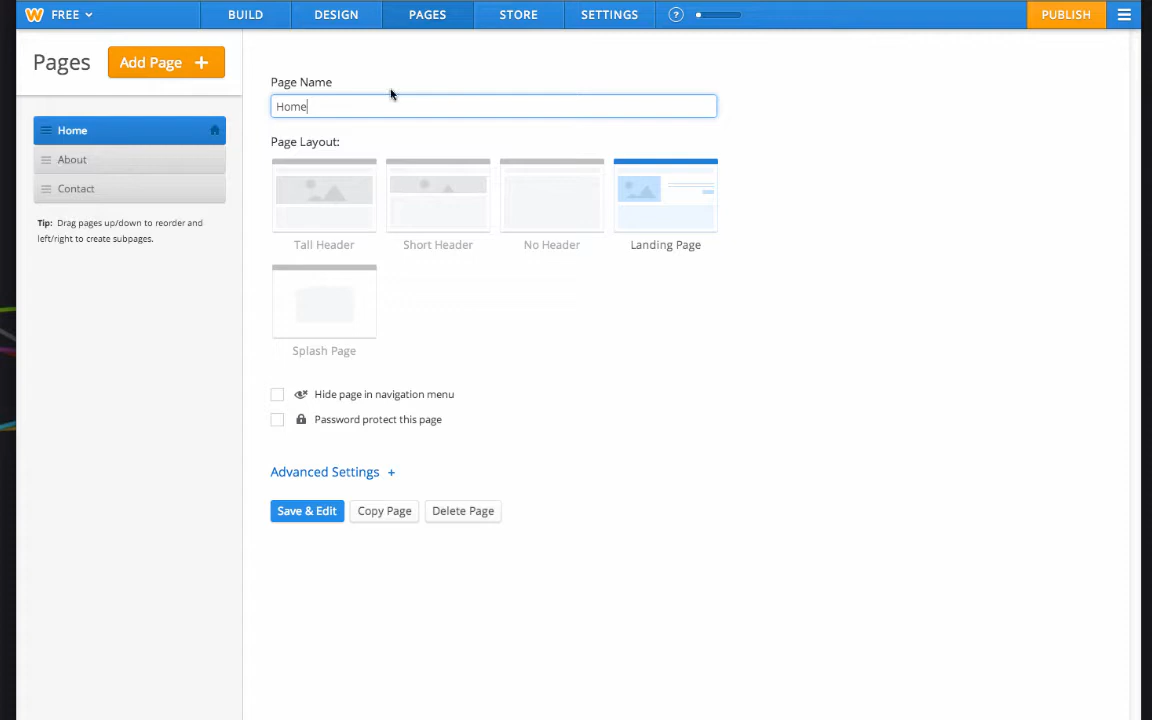 FREE BUILD DESIGN PAGES STORE SETTINGS ? PUBLISH
Pages
Add Page +
Home
About
Contact
Tip: Drag pages up/down to reorder and
left/right to create subpages.
Page Name
Home
Page Layout:
Tall Header Short Header No Header Landing Page
Splash Page
Hide page in navigation menu
Password protect this page
Advanced Settings +
Save & Edit Copy Page Delete Page